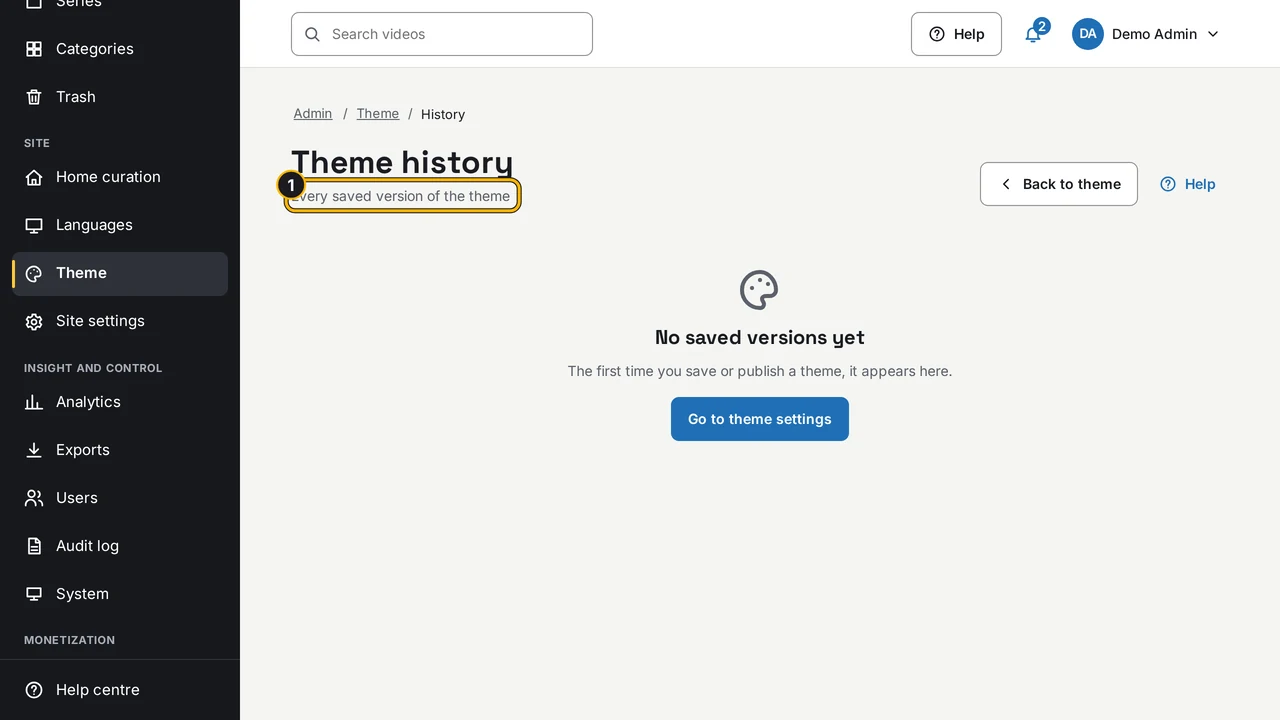 Series
Categories
Trash
SITE
Home curation
Languages
Theme
Site settings
INSIGHT AND CONTROL
Analytics
Exports
Users
Audit log
System
MONETIZATION
Help centre
Search videos
Help
2
DA
Demo Admin
Admin / Theme / History
Theme history
1
Every saved version of the theme
Back to theme
Help
No saved versions yet
The first time you save or publish a theme, it appears here.
Go to theme settings